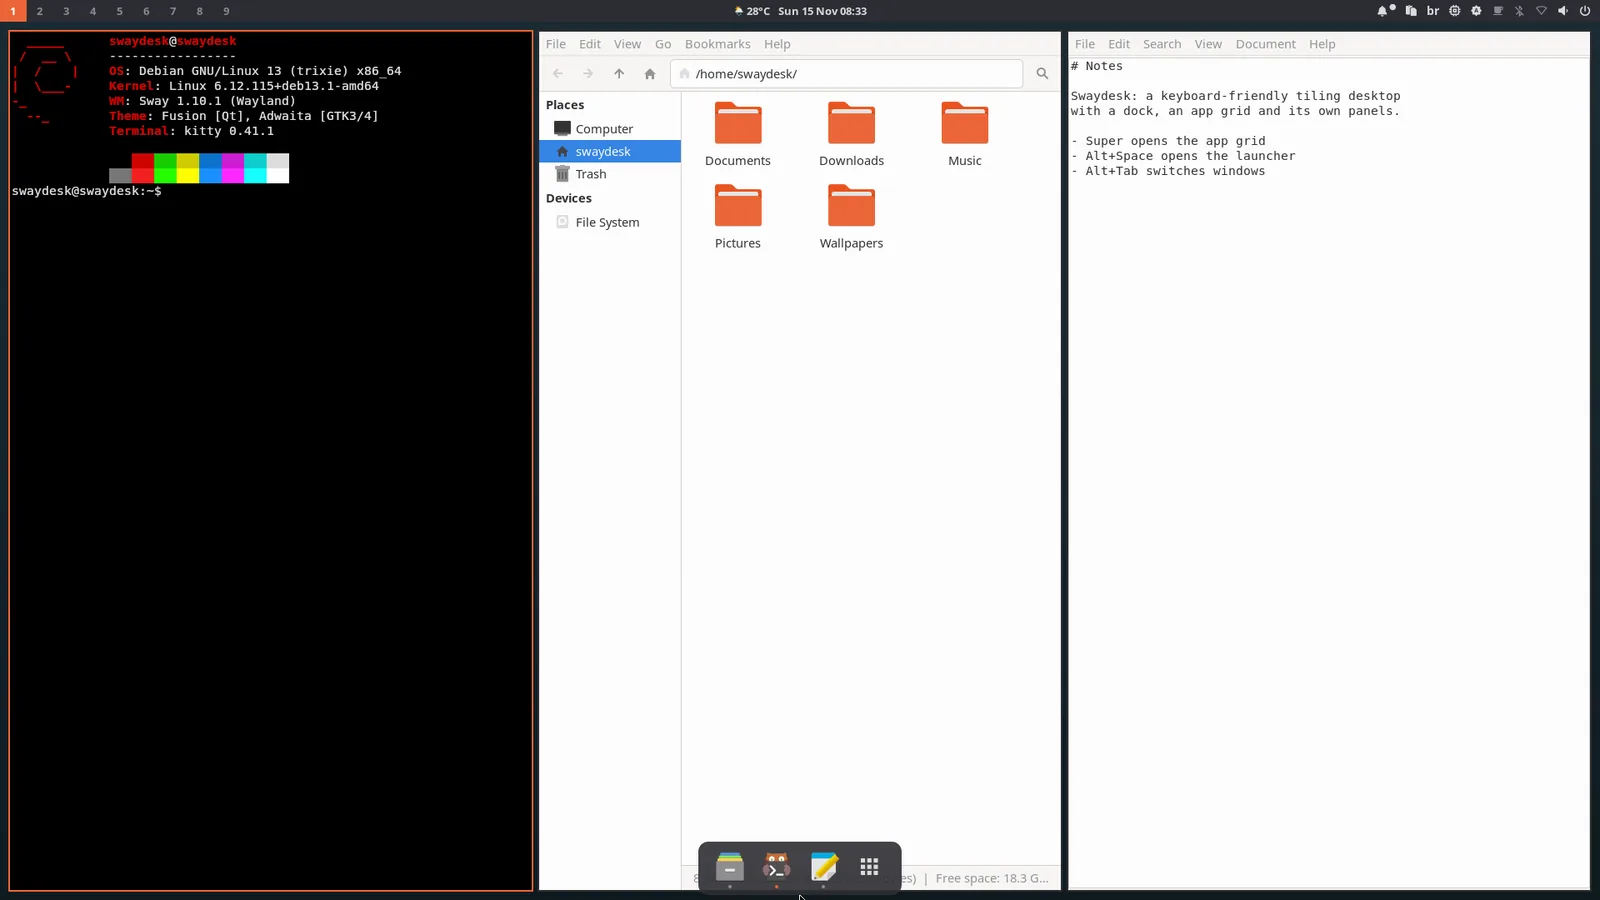 1 2 3 4 5 6 7 8 9
28°C Sun 15 Nov 08:33
br
swaydesk@swaydesk
-----------------
OS: Debian GNU/Linux 13 (trixie) x86_64
Kernel: Linux 6.12.115+deb13.1-amd64
WM: Sway 1.10.1 (Wayland)
Theme: Fusion [Qt], Adwaita [GTK3/4]
Terminal: kitty 0.41.1
swaydesk@swaydesk:~$
File Edit View Go Bookmarks Help
/home/swaydesk/
Places
Computer
swaydesk
Trash
Devices
File System
Documents Downloads Music
Pictures Wallpapers
| Free space: 18.3 G...
File Edit Search View Document Help
# Notes
Swaydesk: a keyboard-friendly tiling desktop
with a dock, an app grid and its own panels.
- Super opens the app grid
- Alt+Space opens the launcher
- Alt+Tab switches windows